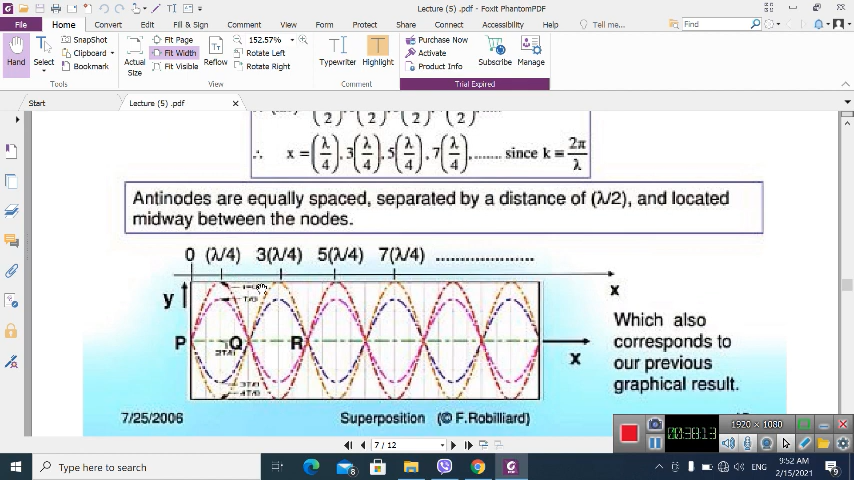 Lecture (5) .pdf - Foxit PhantomPDF
File Home Convert Edit Fill & Sign Comment View Form Protect Share Connect Accessibility Help Tell me... Find
Hand
Select
SnapShot
Clipboard
Bookmark
Tools
Actual Size
Fit Page
Fit Width
Fit Visible
Reflow
152.57%
Rotate Left
Rotate Right
View
Typewriter
Highlight
Comment
Purchase Now
Activate
Product Info
Subscribe
Manage
Trial Expired
Start
Lecture (5) .pdf
∴ x = (λ/4), 3(λ/4), 5(λ/4), 7(λ/4), ........ since k = 2π/λ
Antinodes are equally spaced, separated by a distance of (λ/2), and located
midway between the nodes.
0 (λ/4) 3(λ/4) 5(λ/4) 7(λ/4) .....................
x
y
P Q R
x
Which also
corresponds to
our previous
graphical result.
7/25/2006 Superposition (© F.Robilliard)
7 / 12
1920 × 1080
00:38:13
Type here to search
8
ENG
9:52 AM
2/15/2021
9